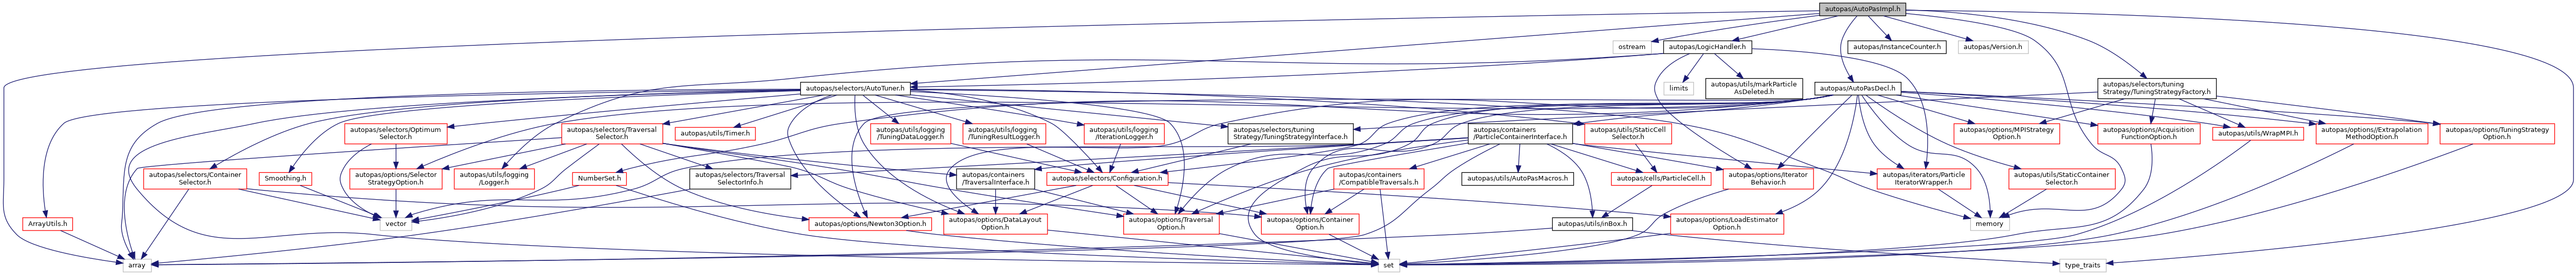 autopas/AutoPasImpl.h
ostream
autopas/LogicHandler.h
autopas/InstanceCounter.h
autopas/Version.h
limits
autopas/utils/markParticle
AsDeleted.h
autopas/selectors/AutoTuner.h
autopas/AutoPasDecl.h
autopas/selectors/tuning
Strategy/TuningStrategyFactory.h
autopas/selectors/Optimum
Selector.h
autopas/selectors/Traversal
Selector.h
autopas/utils/Timer.h
autopas/utils/logging
/TuningDataLogger.h
autopas/utils/logging
/TuningResultLogger.h
autopas/utils/logging
/IterationLogger.h
autopas/selectors/tuning
Strategy/TuningStrategyInterface.h
autopas/containers
/ParticleContainerInterface.h
autopas/utils/StaticCell
Selector.h
autopas/options/MPIStrategy
Option.h
autopas/options/Acquisition
FunctionOption.h
autopas/utils/WrapMPI.h
autopas/options//Extrapolation
MethodOption.h
autopas/options/TuningStrategy
Option.h
autopas/selectors/Container
Selector.h
Smoothing.h
autopas/options/Selector
StrategyOption.h
autopas/utils/logging
/Logger.h
NumberSet.h
autopas/selectors/Traversal
SelectorInfo.h
autopas/containers
/TraversalInterface.h
autopas/selectors/Configuration.h
autopas/containers
/CompatibleTraversals.h
autopas/utils/AutoPasMacros.h
autopas/cells/ParticleCell.h
autopas/options/Iterator
Behavior.h
autopas/iterators/Particle
IteratorWrapper.h
autopas/utils/StaticContainer
Selector.h
ArrayUtils.h
vector
autopas/options/Newton3Option.h
autopas/options/DataLayout
Option.h
autopas/options/Traversal
Option.h
autopas/options/Container
Option.h
autopas/utils/inBox.h
autopas/options/LoadEstimator
Option.h
memory
array
set
type_traits